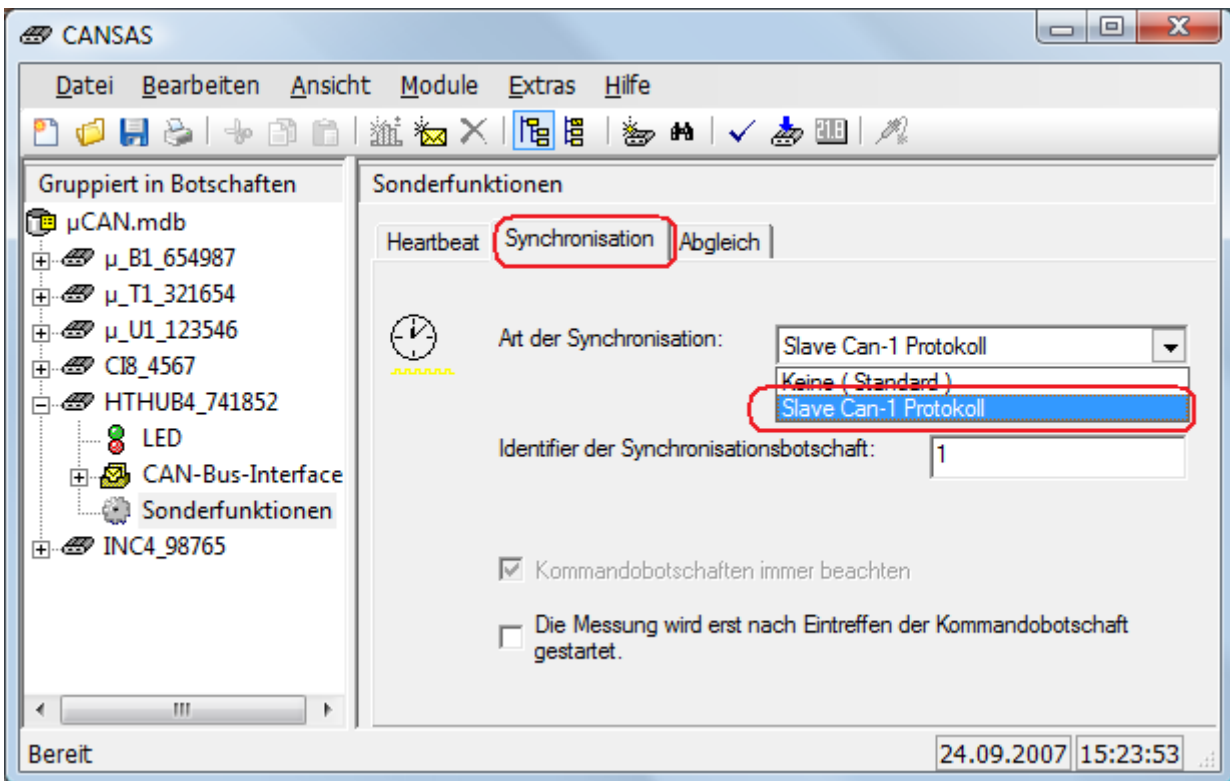 CANSAS
Datei Bearbeiten Ansicht Module Extras Hilfe
Gruppiert in Botschaften
µCAN.mdb
µ_B1_654987
µ_T1_321654
µ_U1_123546
CI8_4567
HTHUB4_741852
LED
CAN-Bus-Interface
Sonderfunktionen
INC4_98765
Sonderfunktionen
Heartbeat Synchronisation Abgleich
Art der Synchronisation: Slave Can-1 Protokoll
Keine ( Standard )
Slave Can-1 Protokoll
Identifier der Synchronisationsbotschaft: 1
Kommandobotschaften immer beachten
Die Messung wird erst nach Eintreffen der Kommandobotschaft
gestartet.
Bereit 24.09.2007 15:23:53